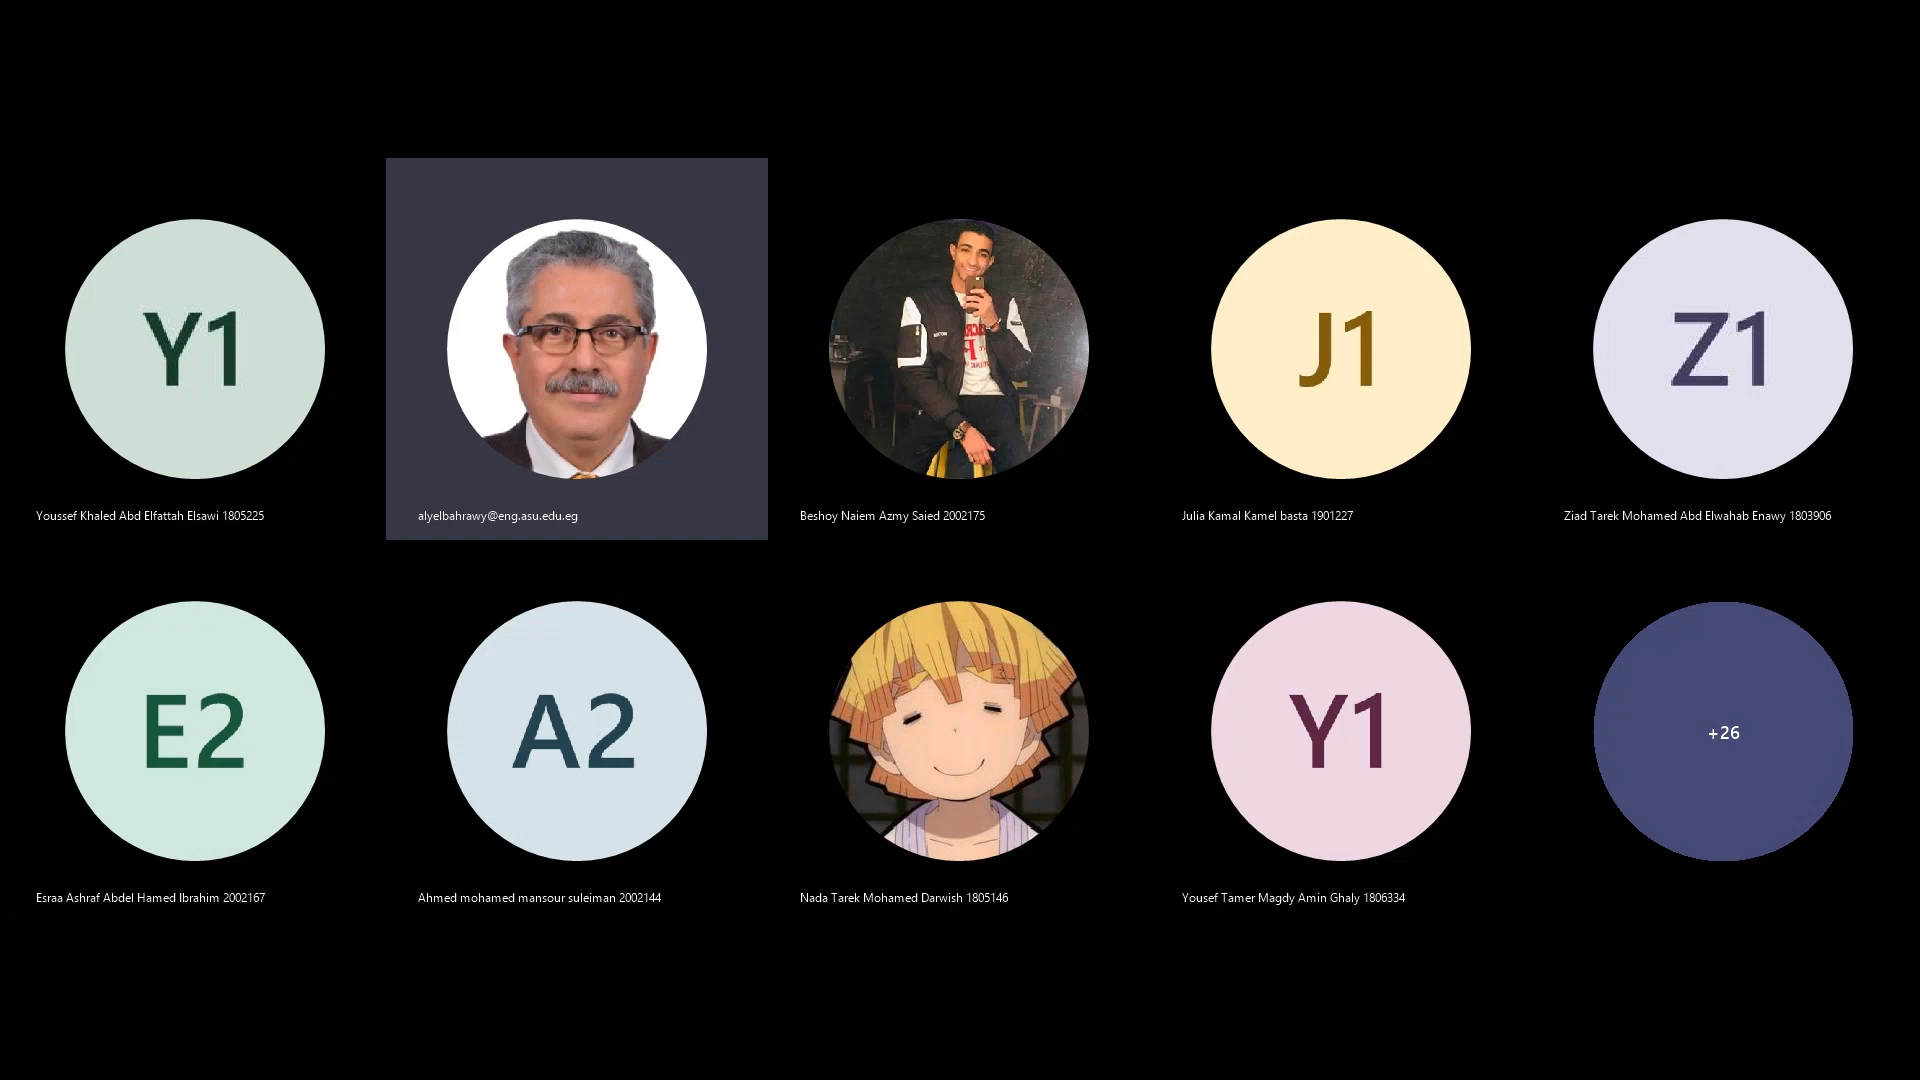 Y1
J1
Z1
Youssef Khaled Abd Elfattah Elsawi 1805225
alyelbahrawy@eng.asu.edu.eg
Beshoy Naiem Azmy Saied 2002175
Julia Kamal Kamel basta 1901227
Ziad Tarek Mohamed Abd Elwahab Enawy 1803906
E2
A2
Y1
+26
Esraa Ashraf Abdel Hamed Ibrahim 2002167
Ahmed mohamed mansour suleiman 2002144
Nada Tarek Mohamed Darwish 1805146
Yousef Tamer Magdy Amin Ghaly 1806334